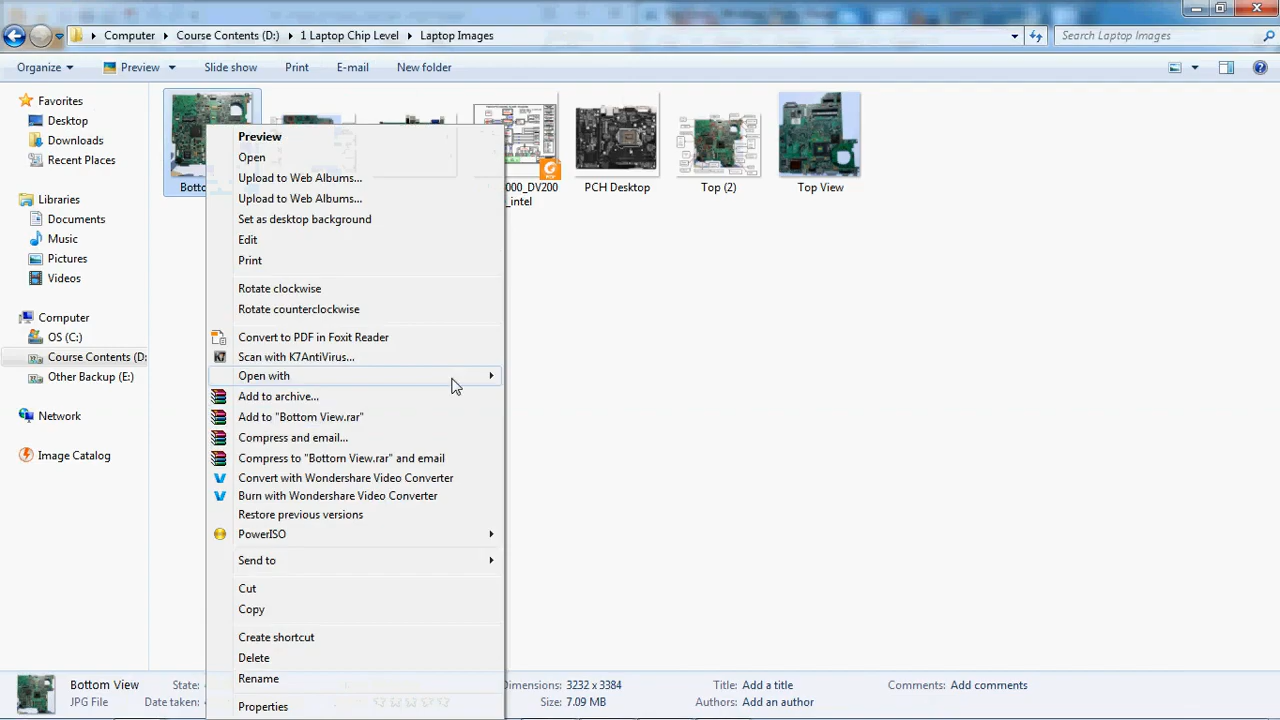 Computer
Course Contents (D:)
1 Laptop Chip Level
Laptop Images
Search Laptop Images
Organize
Preview
Slide show
Print
E-mail
New folder
Favorites
Desktop
Downloads
Recent Places
Libraries
Documents
Music
Pictures
Videos
Computer
OS (C:)
Course Contents (D:
Other Backup (E:)
Network
Image Catalog
Botto
000_DV200
_intel
PCH Desktop
Top (2)
Top View
Preview
Open
Upload to Web Albums...
Upload to Web Albums...
Set as desktop background
Edit
Print
Rotate clockwise
Rotate counterclockwise
Convert to PDF in Foxit Reader
Scan with K7AntiVirus...
Open with
Add to archive...
Add to "Bottom View.rar"
Compress and email...
Compress to "Bottom View.rar" and email
Convert with Wondershare Video Converter
Burn with Wondershare Video Converter
Restore previous versions
PowerISO
Send to
Cut
Copy
Create shortcut
Delete
Rename
Properties
Bottom View
State:
Dimensions: 3232 x 3384
Title: Add a title
Comments: Add comments
JPG File
Date taken:
Size: 7.09 MB
Authors: Add an author